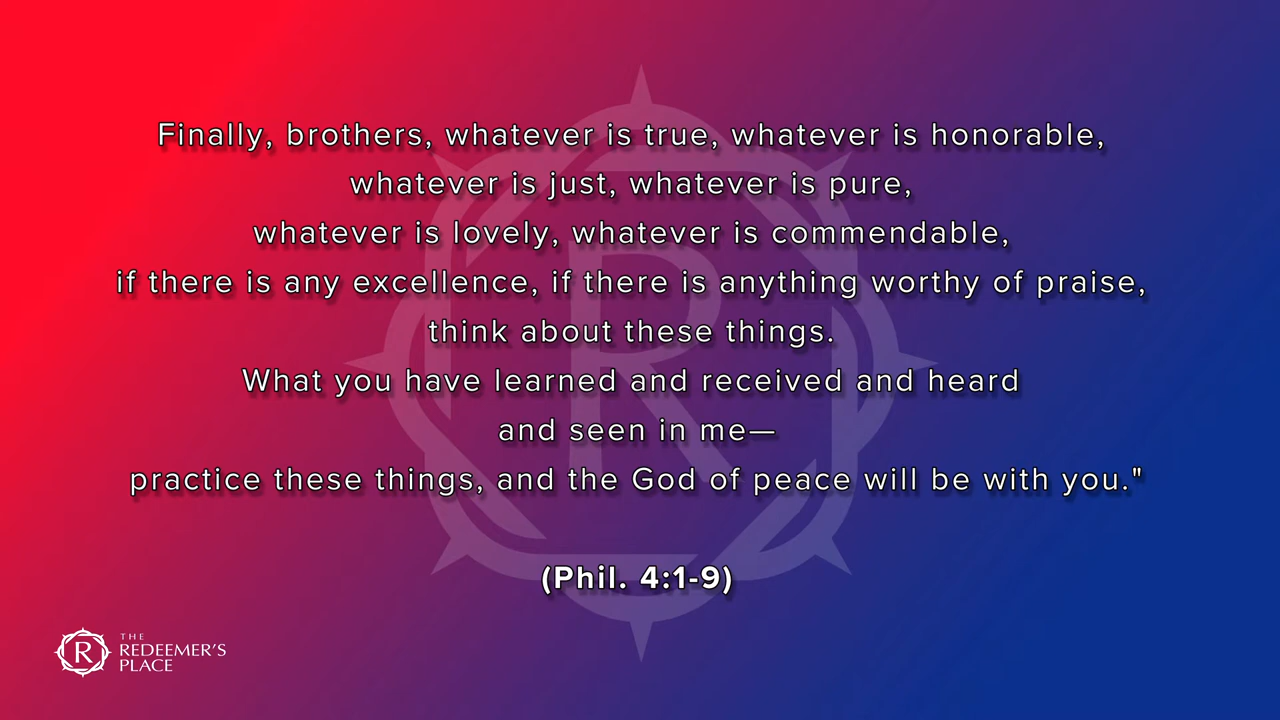 Finally, brothers, whatever is true, whatever is honorable,
whatever is just, whatever is pure,
whatever is lovely, whatever is commendable,
if there is any excellence, if there is anything worthy of praise,
think about these things.
What you have learned and received and heard
and seen in me—
practice these things, and the God of peace will be with you."
(Phil. 4:1-9)
R
THE
REDEEMER'S
PLACE